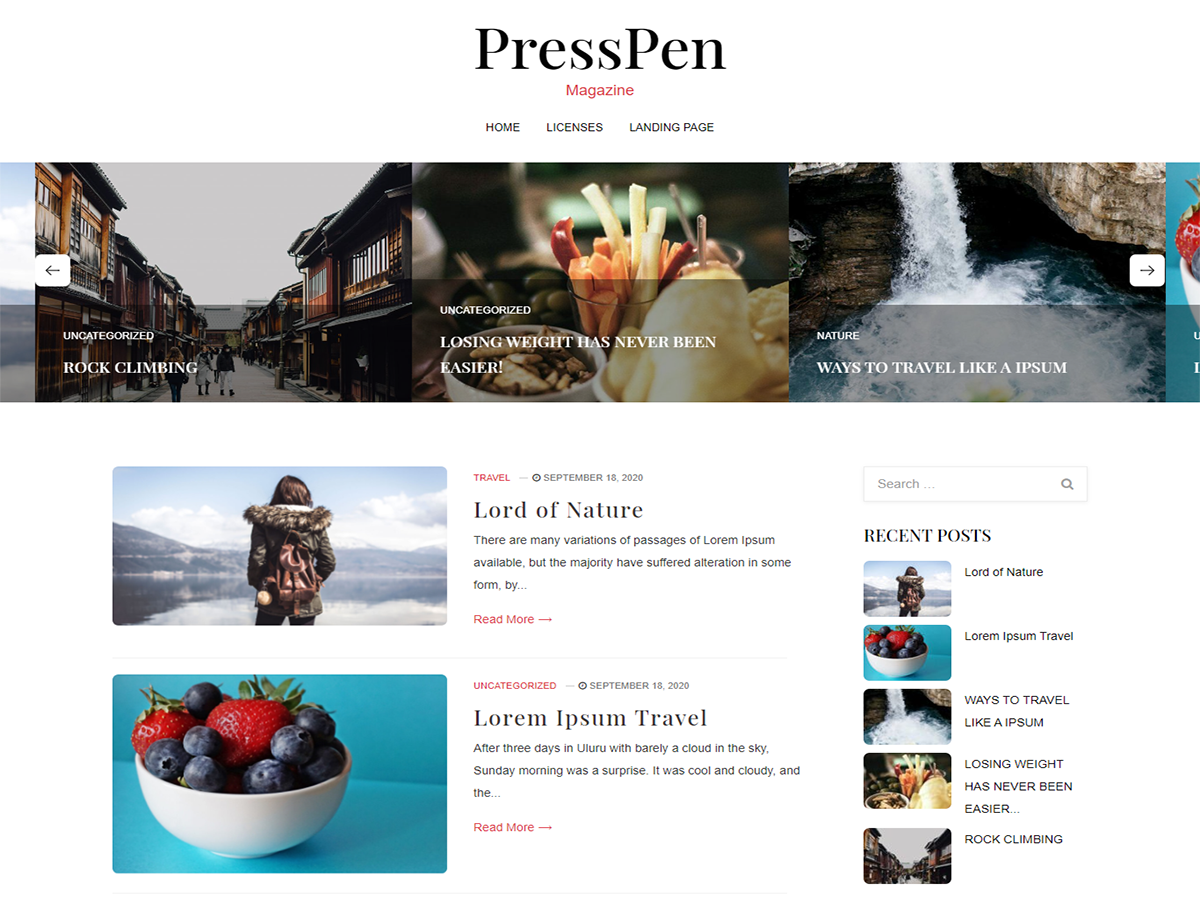 PressPen
Magazine
HOME LICENSES LANDING PAGE
UNCATEGORIZED
ROCK CLIMBING
UNCATEGORIZED
LOSING WEIGHT HAS NEVER BEEN
EASIER!
NATURE
WAYS TO TRAVEL LIKE A IPSUM
TRAVEL — SEPTEMBER 18, 2020
Lord of Nature
There are many variations of passages of Lorem Ipsum
available, but the majority have suffered alteration in some
form, by...
Read More ⟶
UNCATEGORIZED — SEPTEMBER 18, 2020
Lorem Ipsum Travel
After three days in Uluru with barely a cloud in the sky,
Sunday morning was a surprise. It was cool and cloudy, and
the...
Read More ⟶
Search ...
RECENT POSTS
Lord of Nature
Lorem Ipsum Travel
WAYS TO TRAVEL
LIKE A IPSUM
LOSING WEIGHT
HAS NEVER BEEN
EASIER...
ROCK CLIMBING